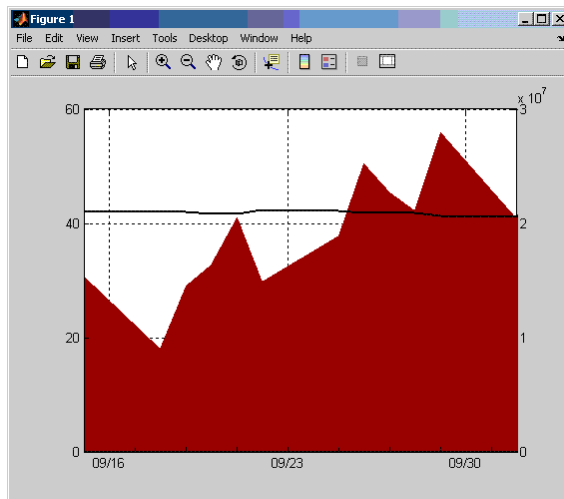 Figure 1
File Edit View Insert Tools Desktop Window Help
x 10^7
60 3
40 2
20 1
0 0
09/16 09/23 09/30